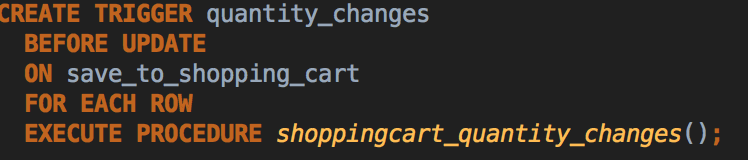 CREATE TRIGGER quantity_changes
BEFORE UPDATE
ON save_to_shopping_cart
FOR EACH ROW
EXECUTE PROCEDURE shoppingcart_quantity_changes();